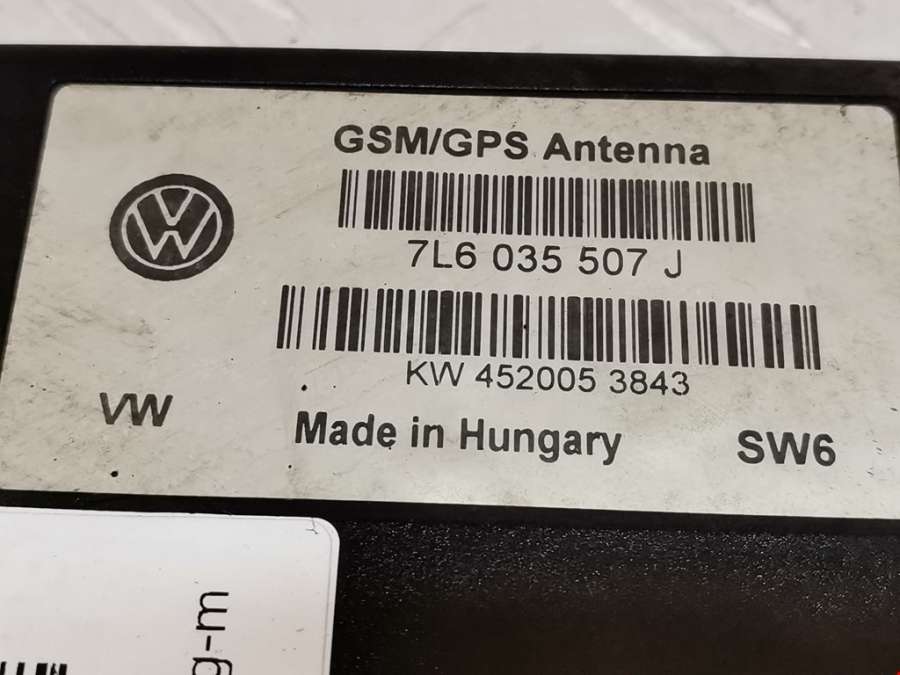 GSM/GPS Antenna
7L6 035 507 J
KW 452005 3843
VW
Made in Hungary
SW6
g-m